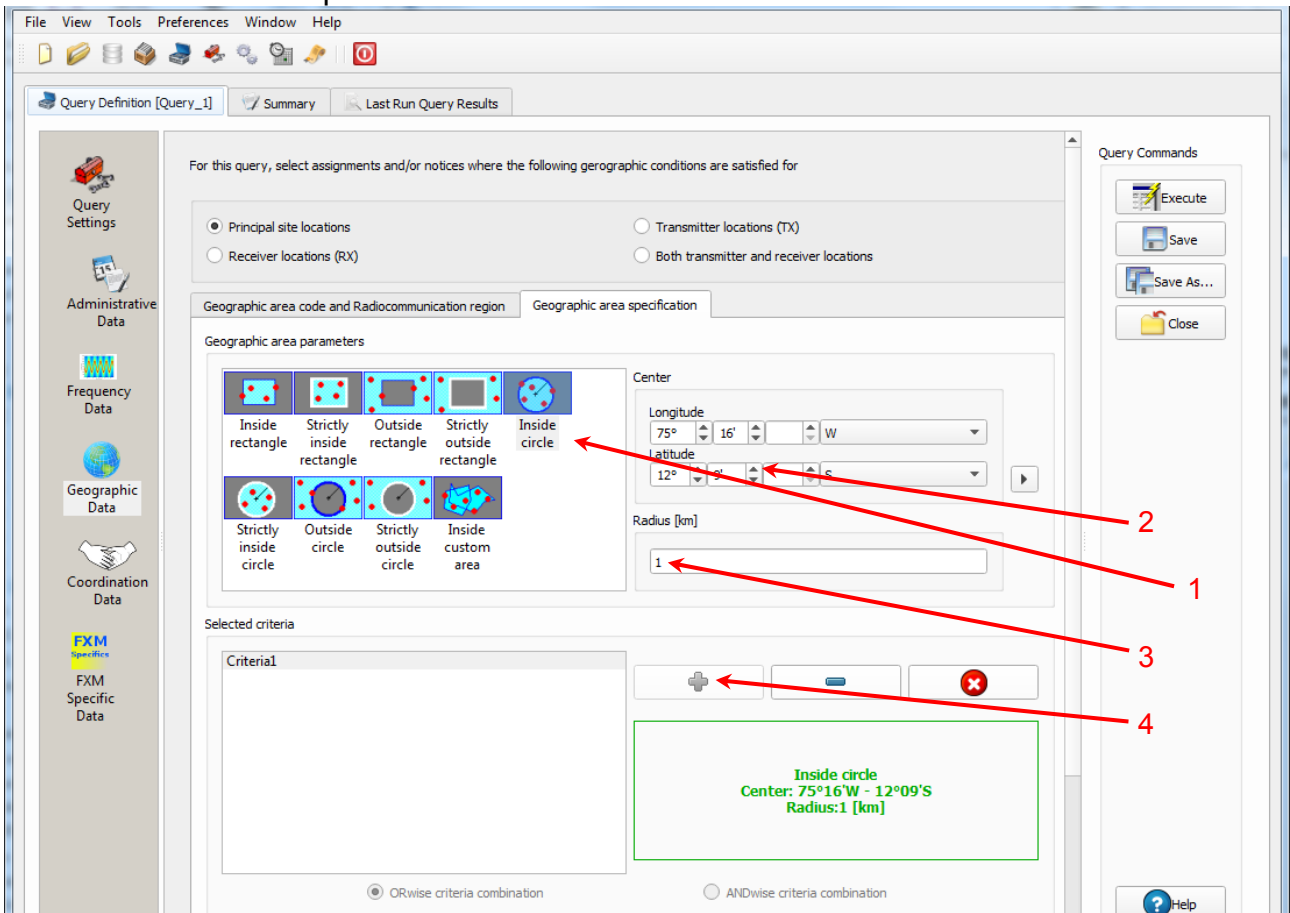 File View Tools Preferences Window Help
Query Definition [Query_1] Summary Last Run Query Results
For this query, select assignments and/or notices where the following gerographic conditions are satisfied for
Query Commands
Query
Settings
Administrative
Data
Frequency
Data
Geographic
Data
Coordination
Data
FXM
Specifics
FXM
Specific
Data
Principal site locations
Transmitter locations (TX)
Receiver locations (RX)
Both transmitter and receiver locations
Geographic area code and Radiocommunication region Geographic area specification
Geographic area parameters
Inside
rectangle
Strictly
inside
rectangle
Outside
rectangle
Strictly
outside
rectangle
Inside
circle
Strictly
inside
circle
Outside
circle
Strictly
outside
circle
Inside
custom
area
Center
Longitude
75° 16' W
Latitude
12° 9' S
Radius [km]
1
Selected criteria
Criteria1
Inside circle
Center: 75°16'W - 12°09'S
Radius:1 [km]
ORwise criteria combination
ANDwise criteria combination
Execute
Save
Save As...
Close
Help
2
1
3
4